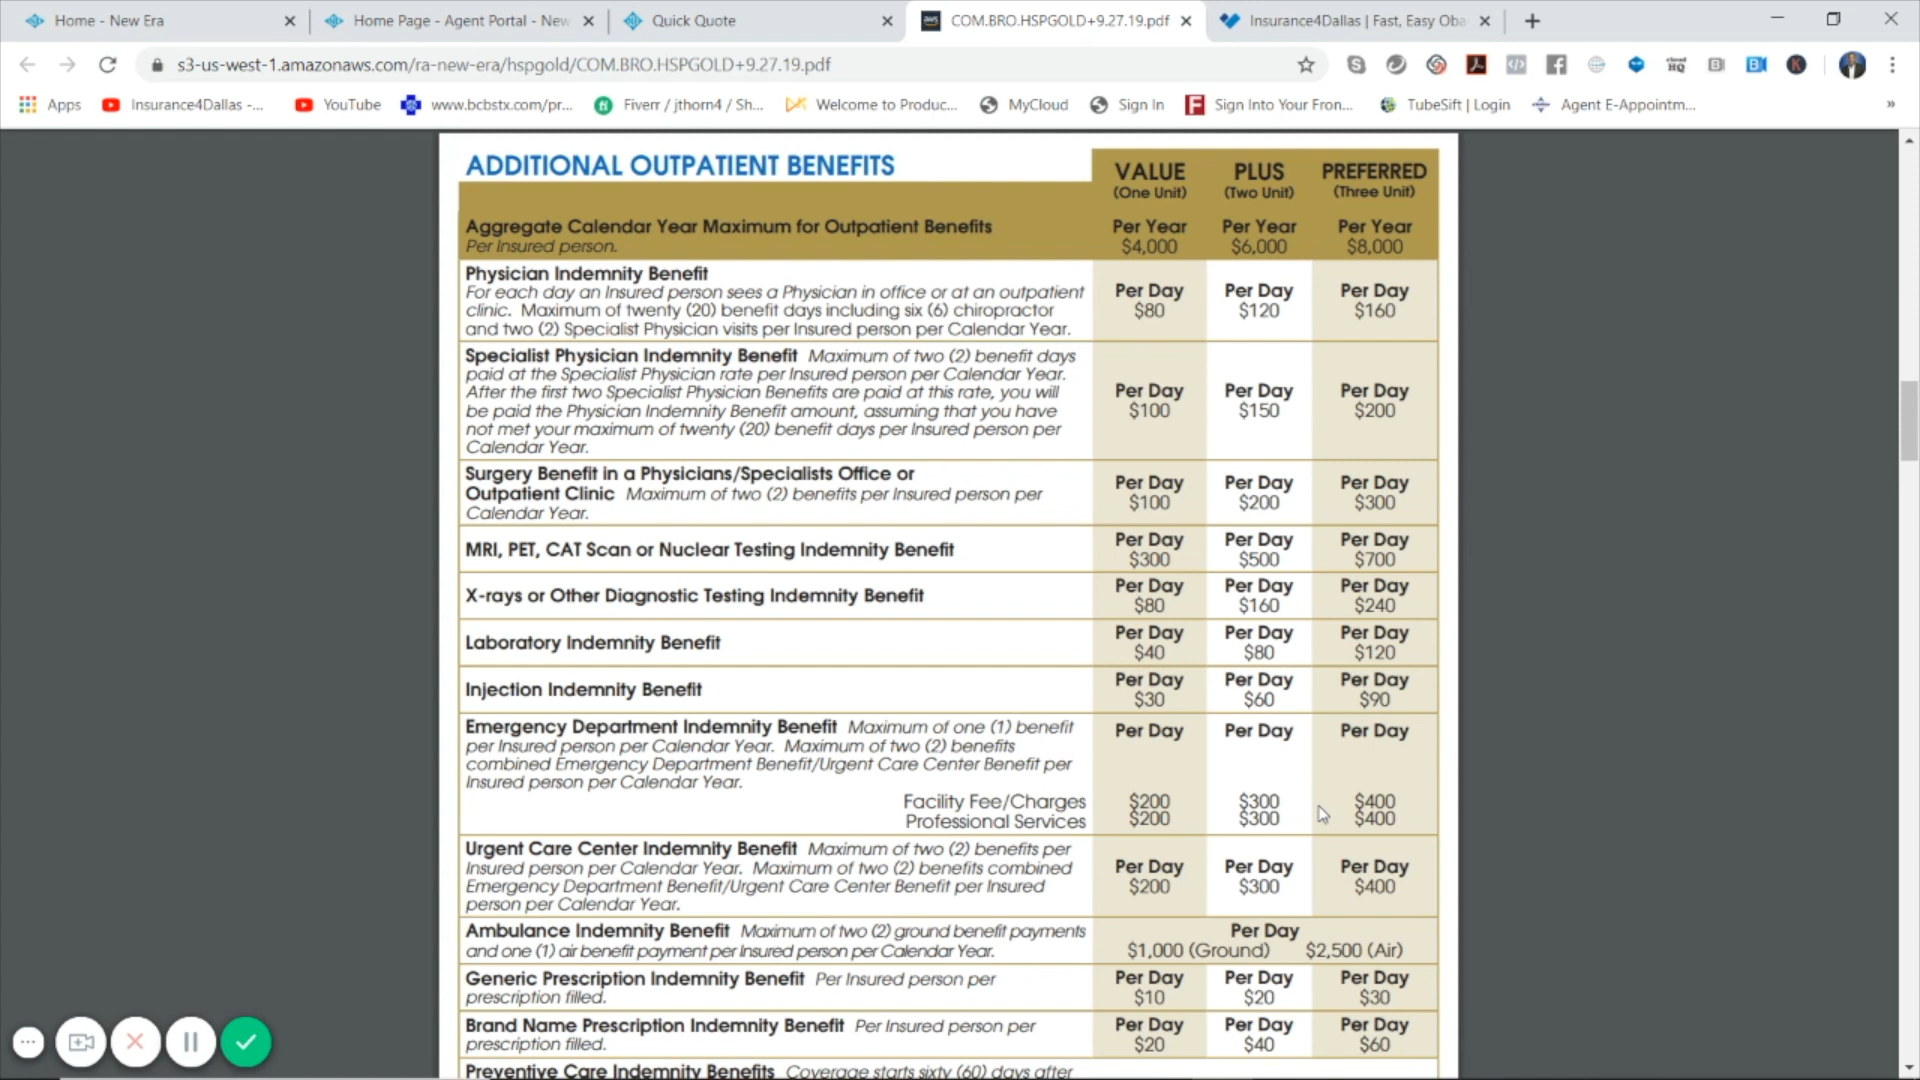 Home - New Era
Home Page - Agent Portal - New
Quick Quote
aws COM.BRO.HSPGOLD+9.27.19.pdf
Insurance4Dallas | Fast, Easy Oba
s3-us-west-1.amazonaws.com/ra-new-era/hspgold/COM.BRO.HSPGOLD+9.27.19.pdf
Apps
Insurance4Dallas -...
YouTube
www.bcbstx.com/pr...
Fiverr / jthorn4 / Sh...
Welcome to Produc...
MyCloud
Sign In
Sign Into Your Fron...
TubeSift | Login
Agent E-Appointm...
»
ADDITIONAL OUTPATIENT BENEFITS
VALUE PLUS PREFERRED
(One Unit) (Two Unit) (Three Unit)
Aggregate Calendar Year Maximum for Outpatient Benefits Per Year Per Year Per Year
Per Insured person. $4,000 $6,000 $8,000
Physician Indemnity Benefit
For each day an Insured person sees a Physician in office or at an outpatient
clinic. Maximum of twenty (20) benefit days including six (6) chiropractor
and two (2) Specialist Physician visits per Insured person per Calendar Year.
Per Day Per Day Per Day
$80 $120 $160
Specialist Physician Indemnity Benefit Maximum of two (2) benefit days
paid at the Specialist Physician rate per Insured person per Calendar Year.
After the first two Specialist Physician Benefits are paid at this rate, you will
be paid the Physician Indemnity Benefit amount, assuming that you have
not met your maximum of twenty (20) benefit days per Insured person per
Calendar Year.
Per Day Per Day Per Day
$100 $150 $200
Surgery Benefit in a Physicians/Specialists Office or
Outpatient Clinic Maximum of two (2) benefits per Insured person per
Calendar Year.
Per Day Per Day Per Day
$100 $200 $300
MRI, PET, CAT Scan or Nuclear Testing Indemnity Benefit
Per Day Per Day Per Day
$300 $500 $700
X-rays or Other Diagnostic Testing Indemnity Benefit
Per Day Per Day Per Day
$80 $160 $240
Laboratory Indemnity Benefit
Per Day Per Day Per Day
$40 $80 $120
Injection Indemnity Benefit
Per Day Per Day Per Day
$30 $60 $90
Emergency Department Indemnity Benefit Maximum of one (1) benefit
per Insured person per Calendar Year. Maximum of two (2) benefits
combined Emergency Department Benefit/Urgent Care Center Benefit per
Insured person per Calendar Year.
Per Day Per Day Per Day
Facility Fee/Charges $200 $300 $400
Professional Services $200 $300 $400
Urgent Care Center Indemnity Benefit Maximum of two (2) benefits per
Insured person per Calendar Year. Maximum of two (2) benefits combined
Emergency Department Benefit/Urgent Care Center Benefit per Insured
person per Calendar Year.
Per Day Per Day Per Day
$200 $300 $400
Ambulance Indemnity Benefit Maximum of two (2) ground benefit payments
and one (1) air benefit payment per Insured person per Calendar Year.
Per Day
$1,000 (Ground) $2,500 (Air)
Generic Prescription Indemnity Benefit Per Insured person per
prescription filled.
Per Day Per Day Per Day
$10 $20 $30
Brand Name Prescription Indemnity Benefit Per Insured person per
prescription filled.
Per Day Per Day Per Day
$20 $40 $60
Preventive Care Indemnity Benefits Coverage starts sixty (60) days after